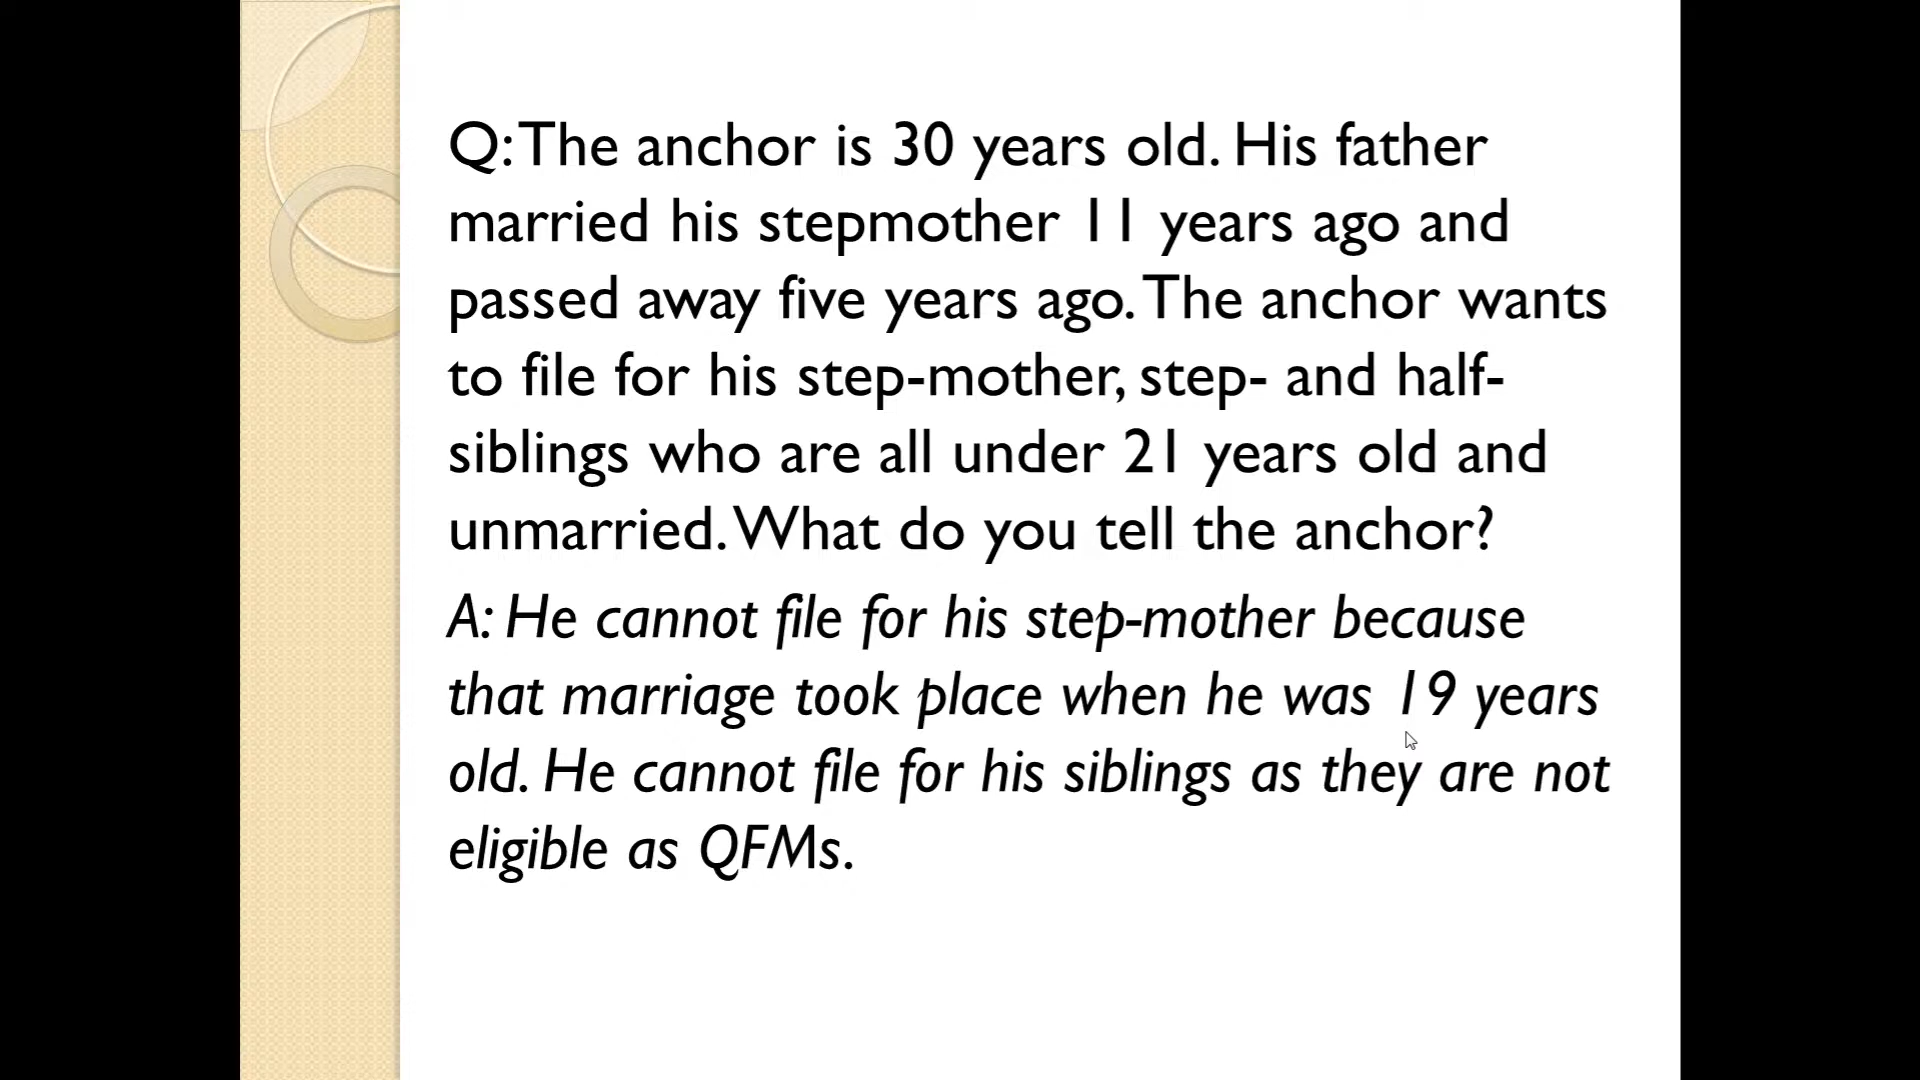 Q: The anchor is 30 years old. His father
married his stepmother 11 years ago and
passed away five years ago. The anchor wants
to file for his step-mother, step- and half-
siblings who are all under 21 years old and
unmarried. What do you tell the anchor?
A: He cannot file for his step-mother because
that marriage took place when he was 19 years
old. He cannot file for his siblings as they are not
eligible as QFMs.